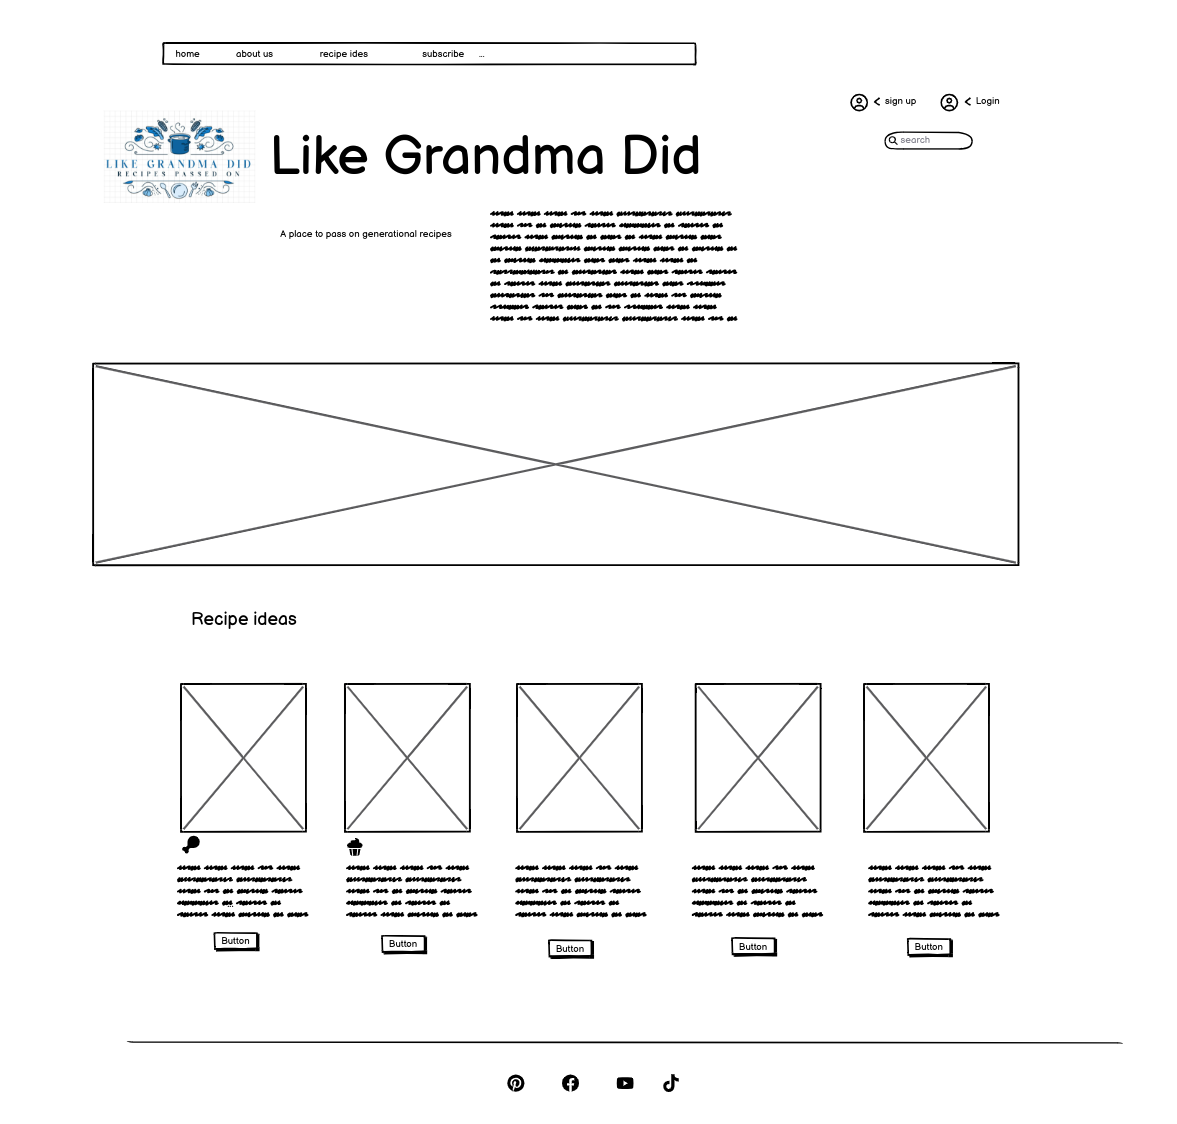 home about us recipe ides subscribe ...
sign up Login
search
LIKE GRANDMA DID
RECIPES PASSED ON
Like Grandma Did
A place to pass on generational recipes
Recipe ideas
...
Button Button Button Button Button